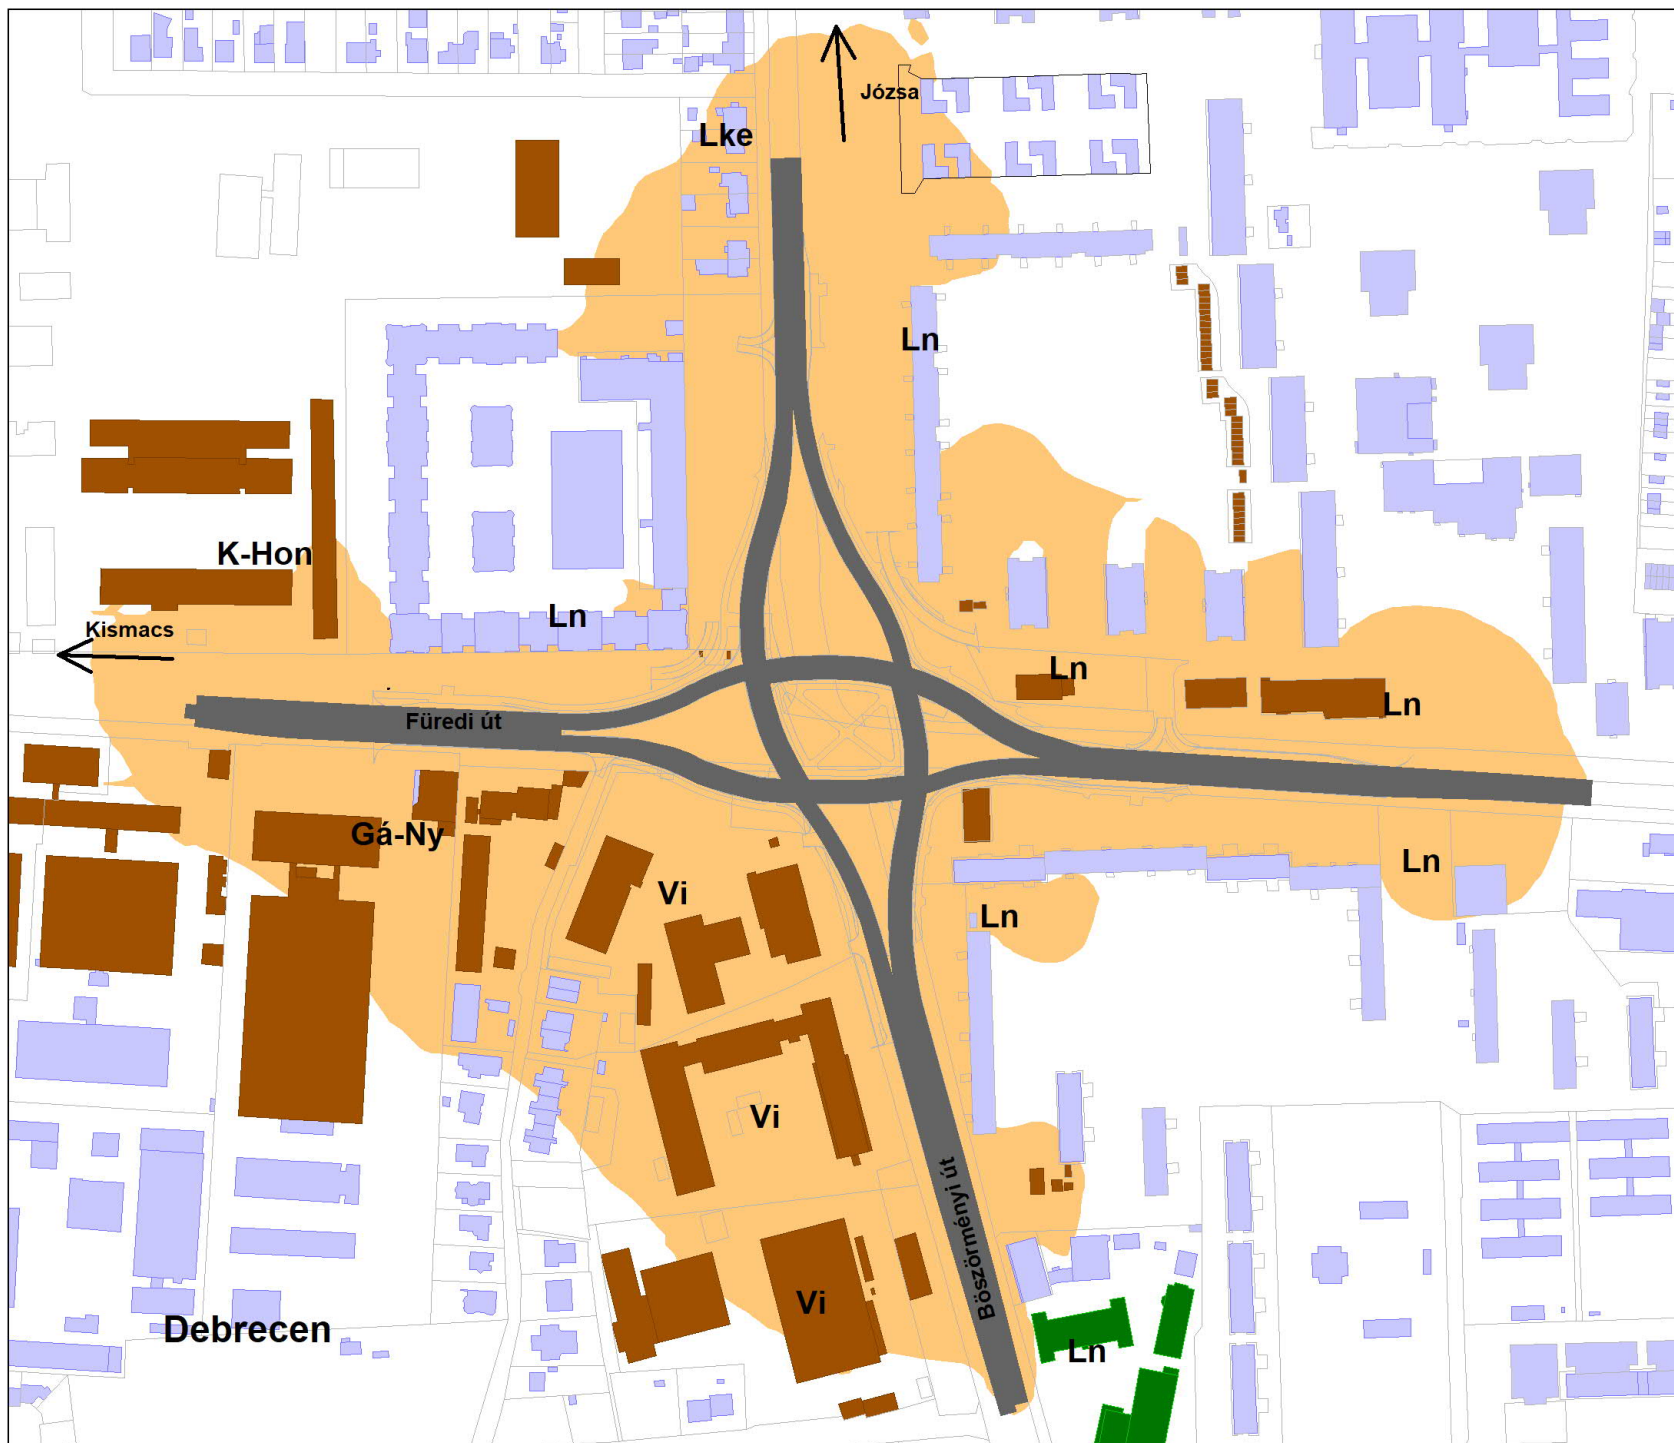 Józsa
Lke
Ln
K-Hon
Ln
Kismacs
Ln
Ln
Füredi út
Gá-Ny
Ln
Vi
Ln
Vi
Böszörményi út
Vi
Debrecen
Ln